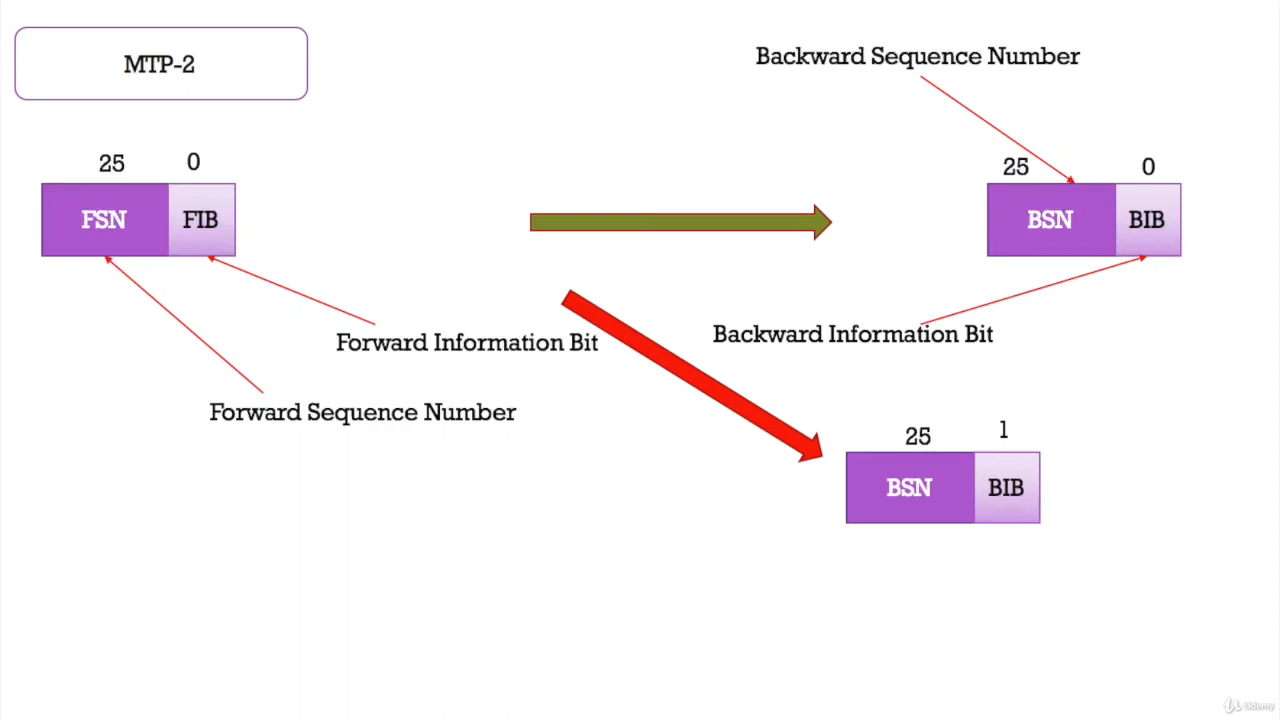 MTP-2
Backward Sequence Number
25 0
FSN FIB
25 0
BSN BIB
Forward Information Bit
Backward Information Bit
Forward Sequence Number
25 1
BSN BIB
Udemy